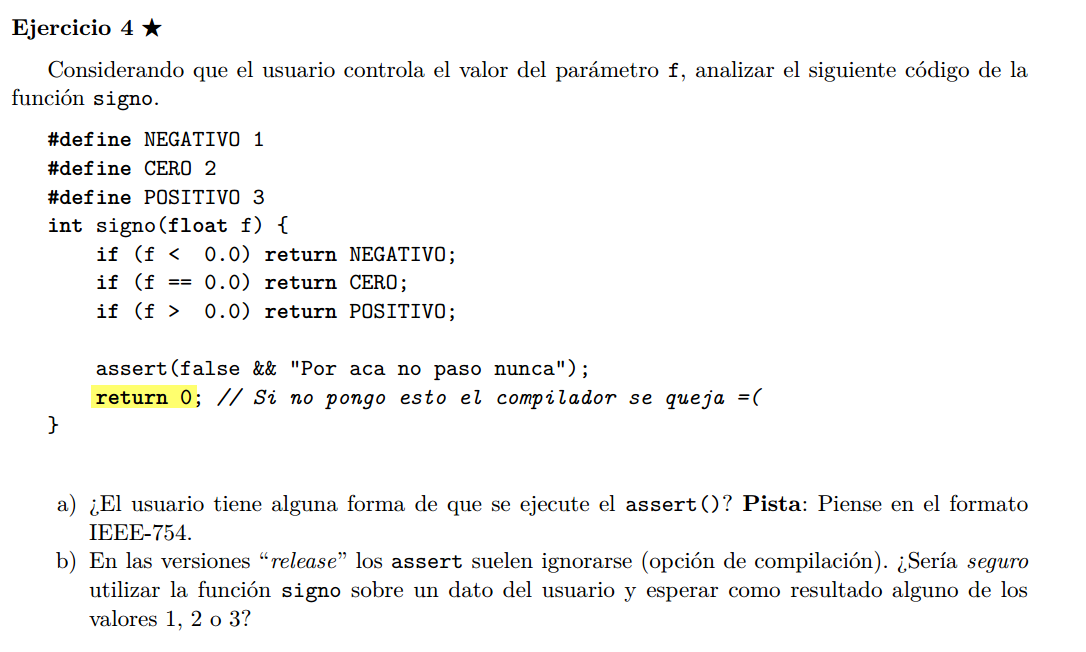 Ejercicio 4 ★
Considerando que el usuario controla el valor del parámetro f, analizar el siguiente código de la
función signo.
#define NEGATIVO 1
#define CERO 2
#define POSITIVO 3
int signo(float f) {
    if (f <  0.0) return NEGATIVO;
    if (f == 0.0) return CERO;
    if (f >  0.0) return POSITIVO;
    assert(false && "Por aca no paso nunca");
    return 0; // Si no pongo esto el compilador se queja =(
}
a) ¿El usuario tiene alguna forma de que se ejecute el assert()? Pista: Piense en el formato
IEEE-754.
b) En las versiones “release” los assert suelen ignorarse (opción de compilación). ¿Sería seguro
utilizar la función signo sobre un dato del usuario y esperar como resultado alguno de los
valores 1, 2 o 3?